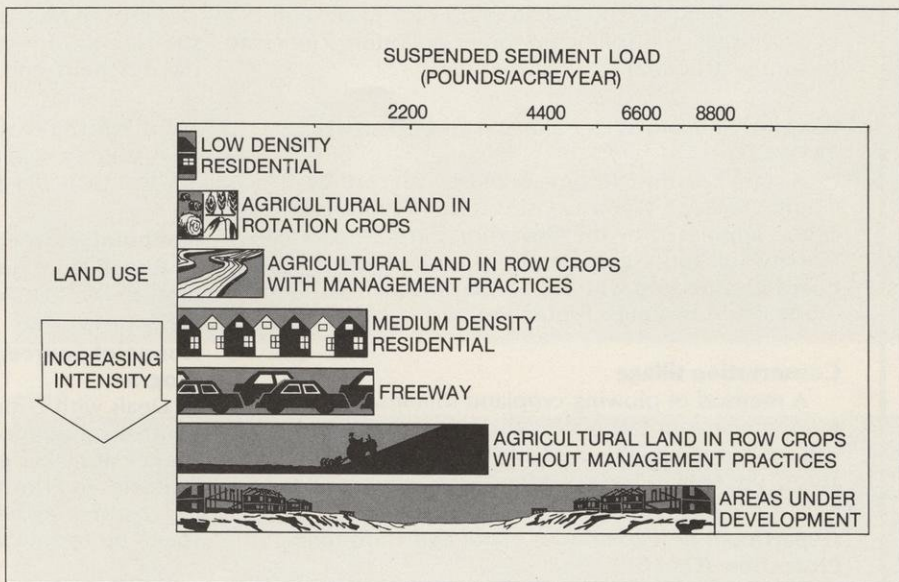 SUSPENDED SEDIMENT LOAD
(POUNDS/ACRE/YEAR)
2200 4400 6600 8800
LOW DENSITY
RESIDENTIAL
AGRICULTURAL LAND IN
ROTATION CROPS
LAND USE
AGRICULTURAL LAND IN ROW CROPS
WITH MANAGEMENT PRACTICES
MEDIUM DENSITY
RESIDENTIAL
INCREASING
INTENSITY
FREEWAY
AGRICULTURAL LAND IN ROW CROPS
WITHOUT MANAGEMENT PRACTICES
AREAS UNDER
DEVELOPMENT